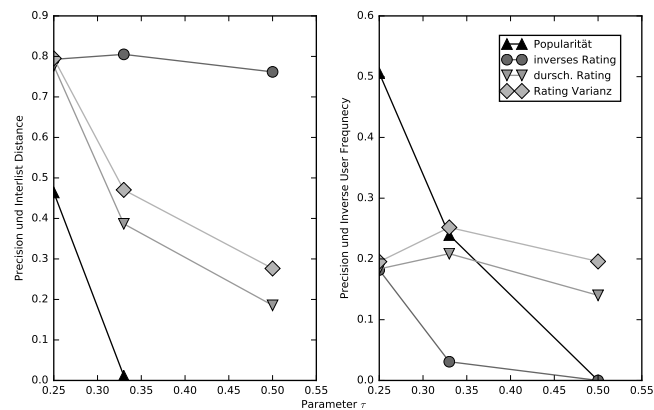 0.9
0.8
0.7
0.6
0.5
0.4
0.3
0.2
0.1
0.0
0.25 0.30 0.35 0.40 0.45 0.50 0.55
Precision und Interlist Distance
0.6
0.5
0.4
0.3
0.2
0.1
0.0
0.25 0.30 0.35 0.40 0.45 0.50 0.55
Precision und Inverse User Frequnecy
Popularität
inverses Rating
dursch. Rating
Rating Varianz
Parameter τ